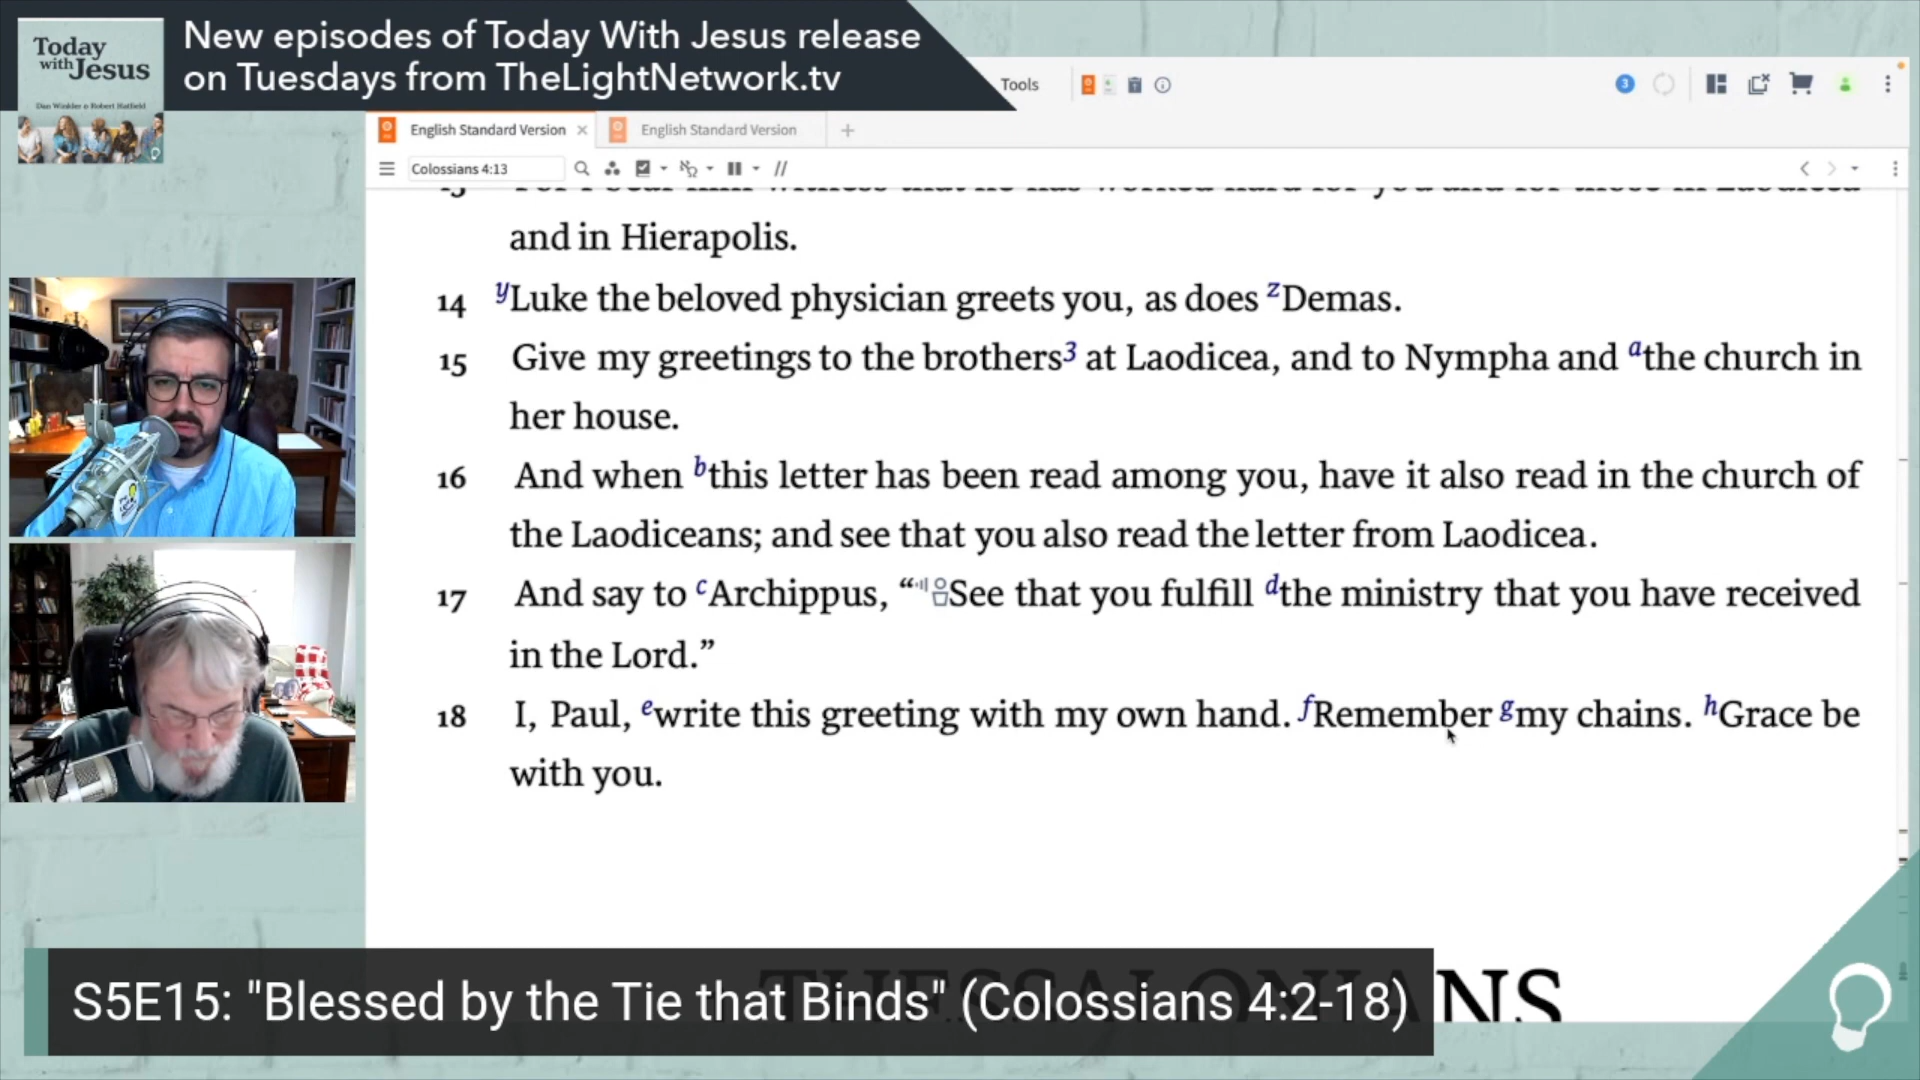 Today
with Jesus
Dan Winkler & Robert Hatfield
New episodes of Today With Jesus release
on Tuesdays from TheLightNetwork.tv
Tools
3
English Standard Version
English Standard Version
Colossians 4:13
and in Hierapolis.
14 yLuke the beloved physician greets you, as does zDemas.
15 Give my greetings to the brothers3 at Laodicea, and to Nympha and athe church in
her house.
16 And when bthis letter has been read among you, have it also read in the church of
the Laodiceans; and see that you also read the letter from Laodicea.
17 And say to cArchippus, “See that you fulfill dthe ministry that you have received
in the Lord.”
18 I, Paul, ewrite this greeting with my own hand. fRemember gmy chains. hGrace be
with you.
THESSALONIANS
S5E15: "Blessed by the Tie that Binds" (Colossians 4:2-18)